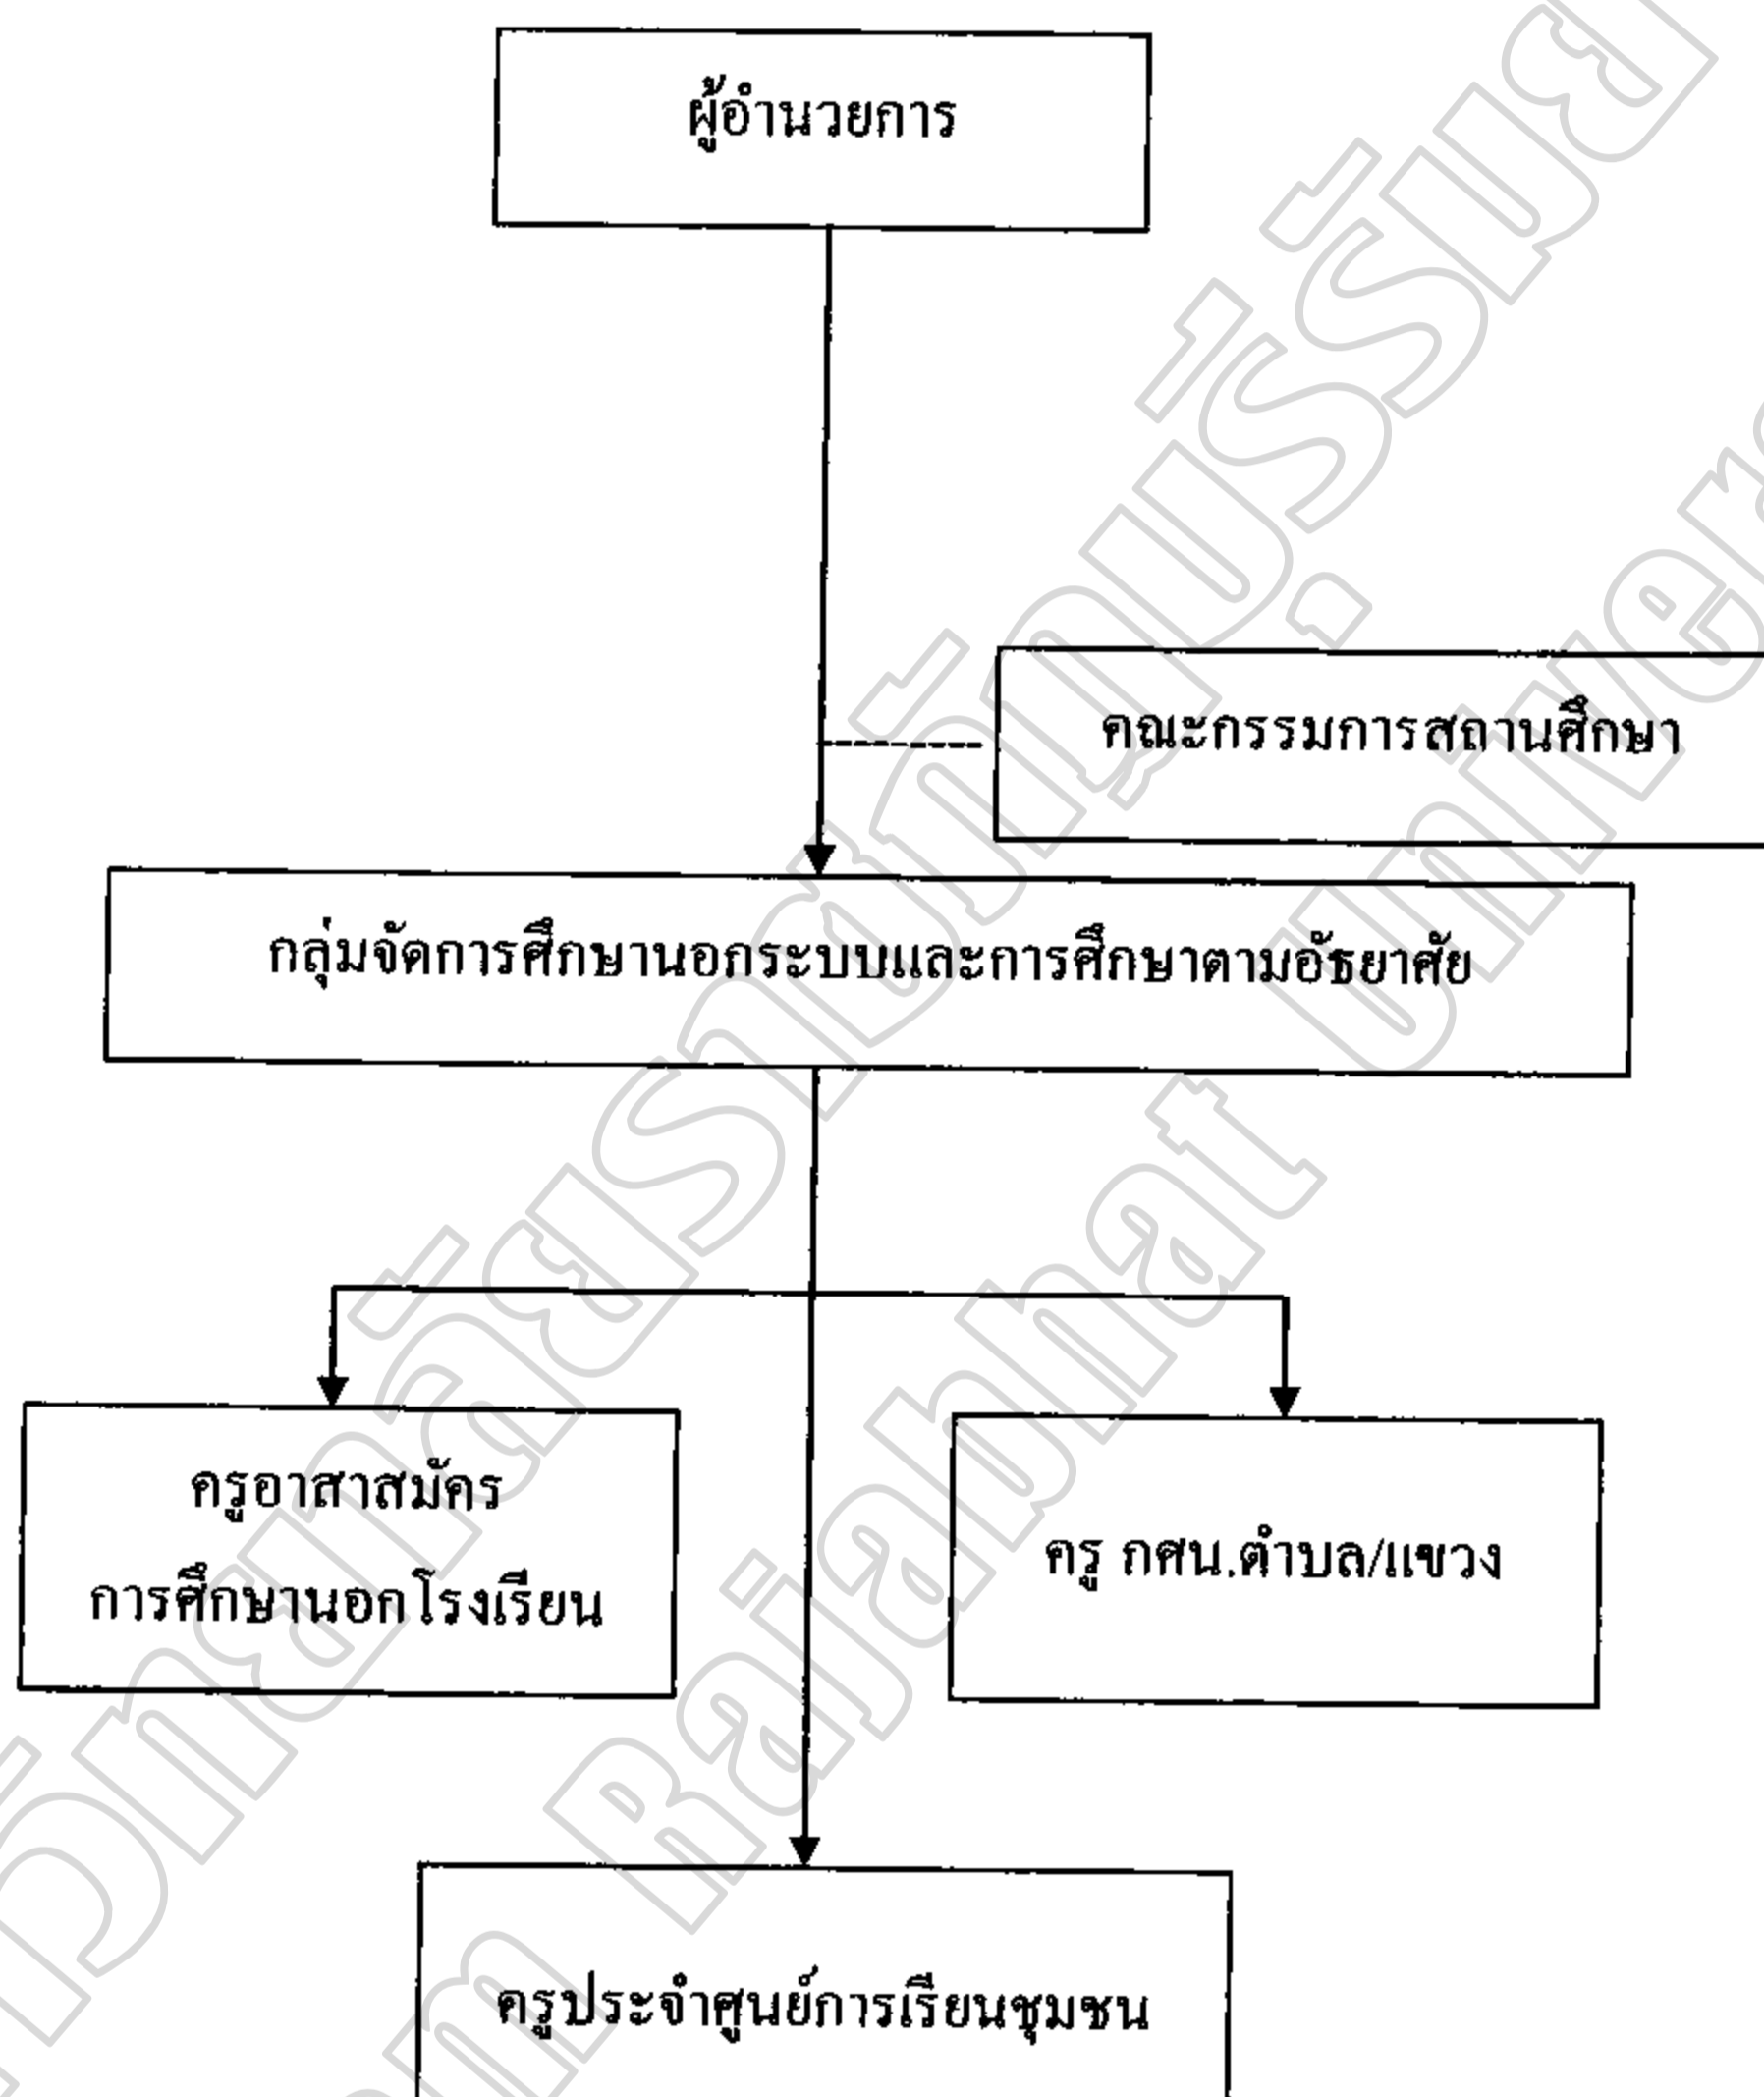 ผู้อำนวยการ
คณะกรรมการสถานศึกษา
กลุ่มจัดการศึกษานอกระบบและการศึกษาตามอัธยาศัย
ครูอาสาสมัคร
การศึกษานอกโรงเรียน
ครู กศน.ตำบล/แขวง
ครูประจำศูนย์การเรียนชุมชน
Rajabhat